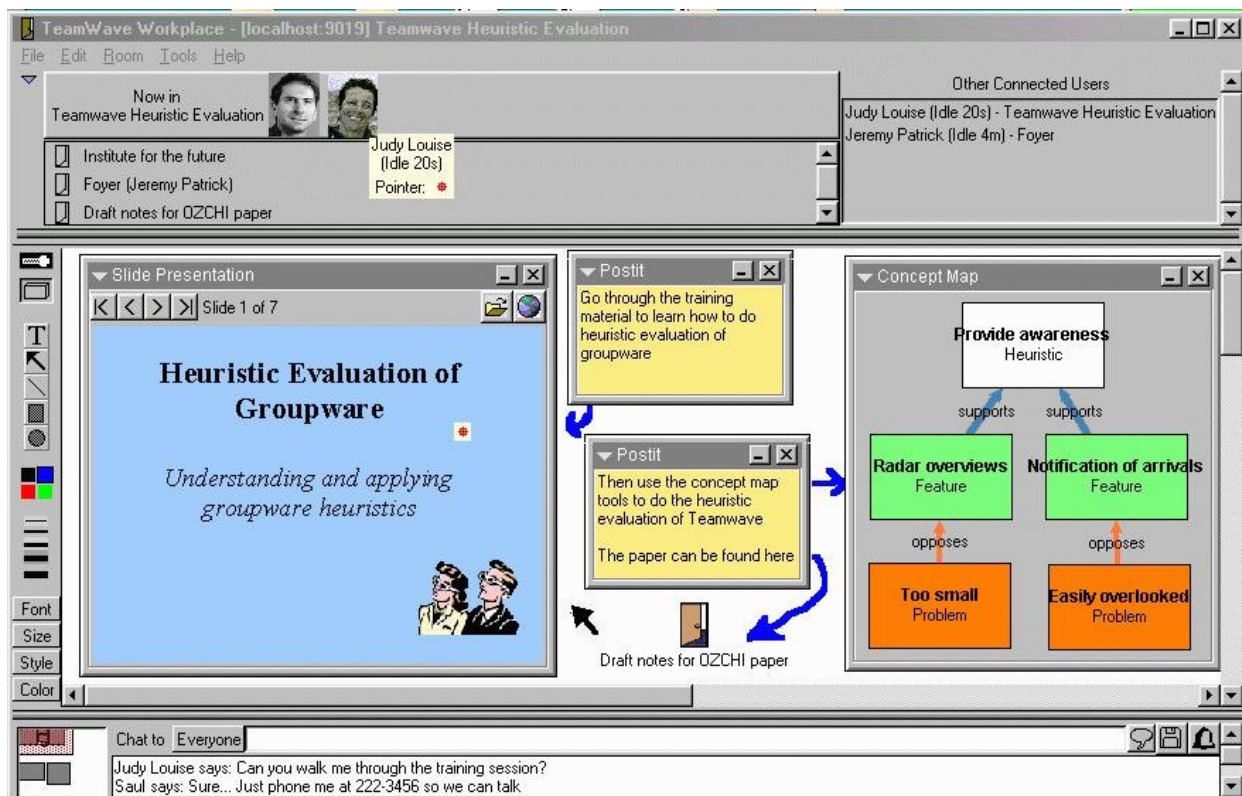 TeamWave Workplace - [localhost:9019] Teamwave Heuristic Evaluation
File Edit Room Tools Help
Now in
Teamwave Heuristic Evaluation
Judy Louise
(Idle 20s)
Pointer:
Other Connected Users
Judy Louise (Idle 20s) - Teamwave Heuristic Evaluation
Jeremy Patrick (Idle 4m) - Foyer
Institute for the future
Foyer (Jeremy Patrick)
Draft notes for OZCHI paper
T
Font
Size
Style
Color
Slide Presentation
Slide 1 of 7
Heuristic Evaluation of
Groupware
Understanding and applying
groupware heuristics
Postit
Go through the training
material to learn how to do
heuristic evaluation of
groupware
Postit
Then use the concept map
tools to do the heuristic
evaluation of Teamwave
The paper can be found here
Draft notes for OZCHI paper
Concept Map
Provide awareness
Heuristic
supports supports
Radar overviews
Feature
Notification of arrivals
Feature
opposes opposes
Too small
Problem
Easily overlooked
Problem
Chat to Everyone
Judy Louise says: Can you walk me through the training session?
Saul says: Sure... Just phone me at 222-3456 so we can talk